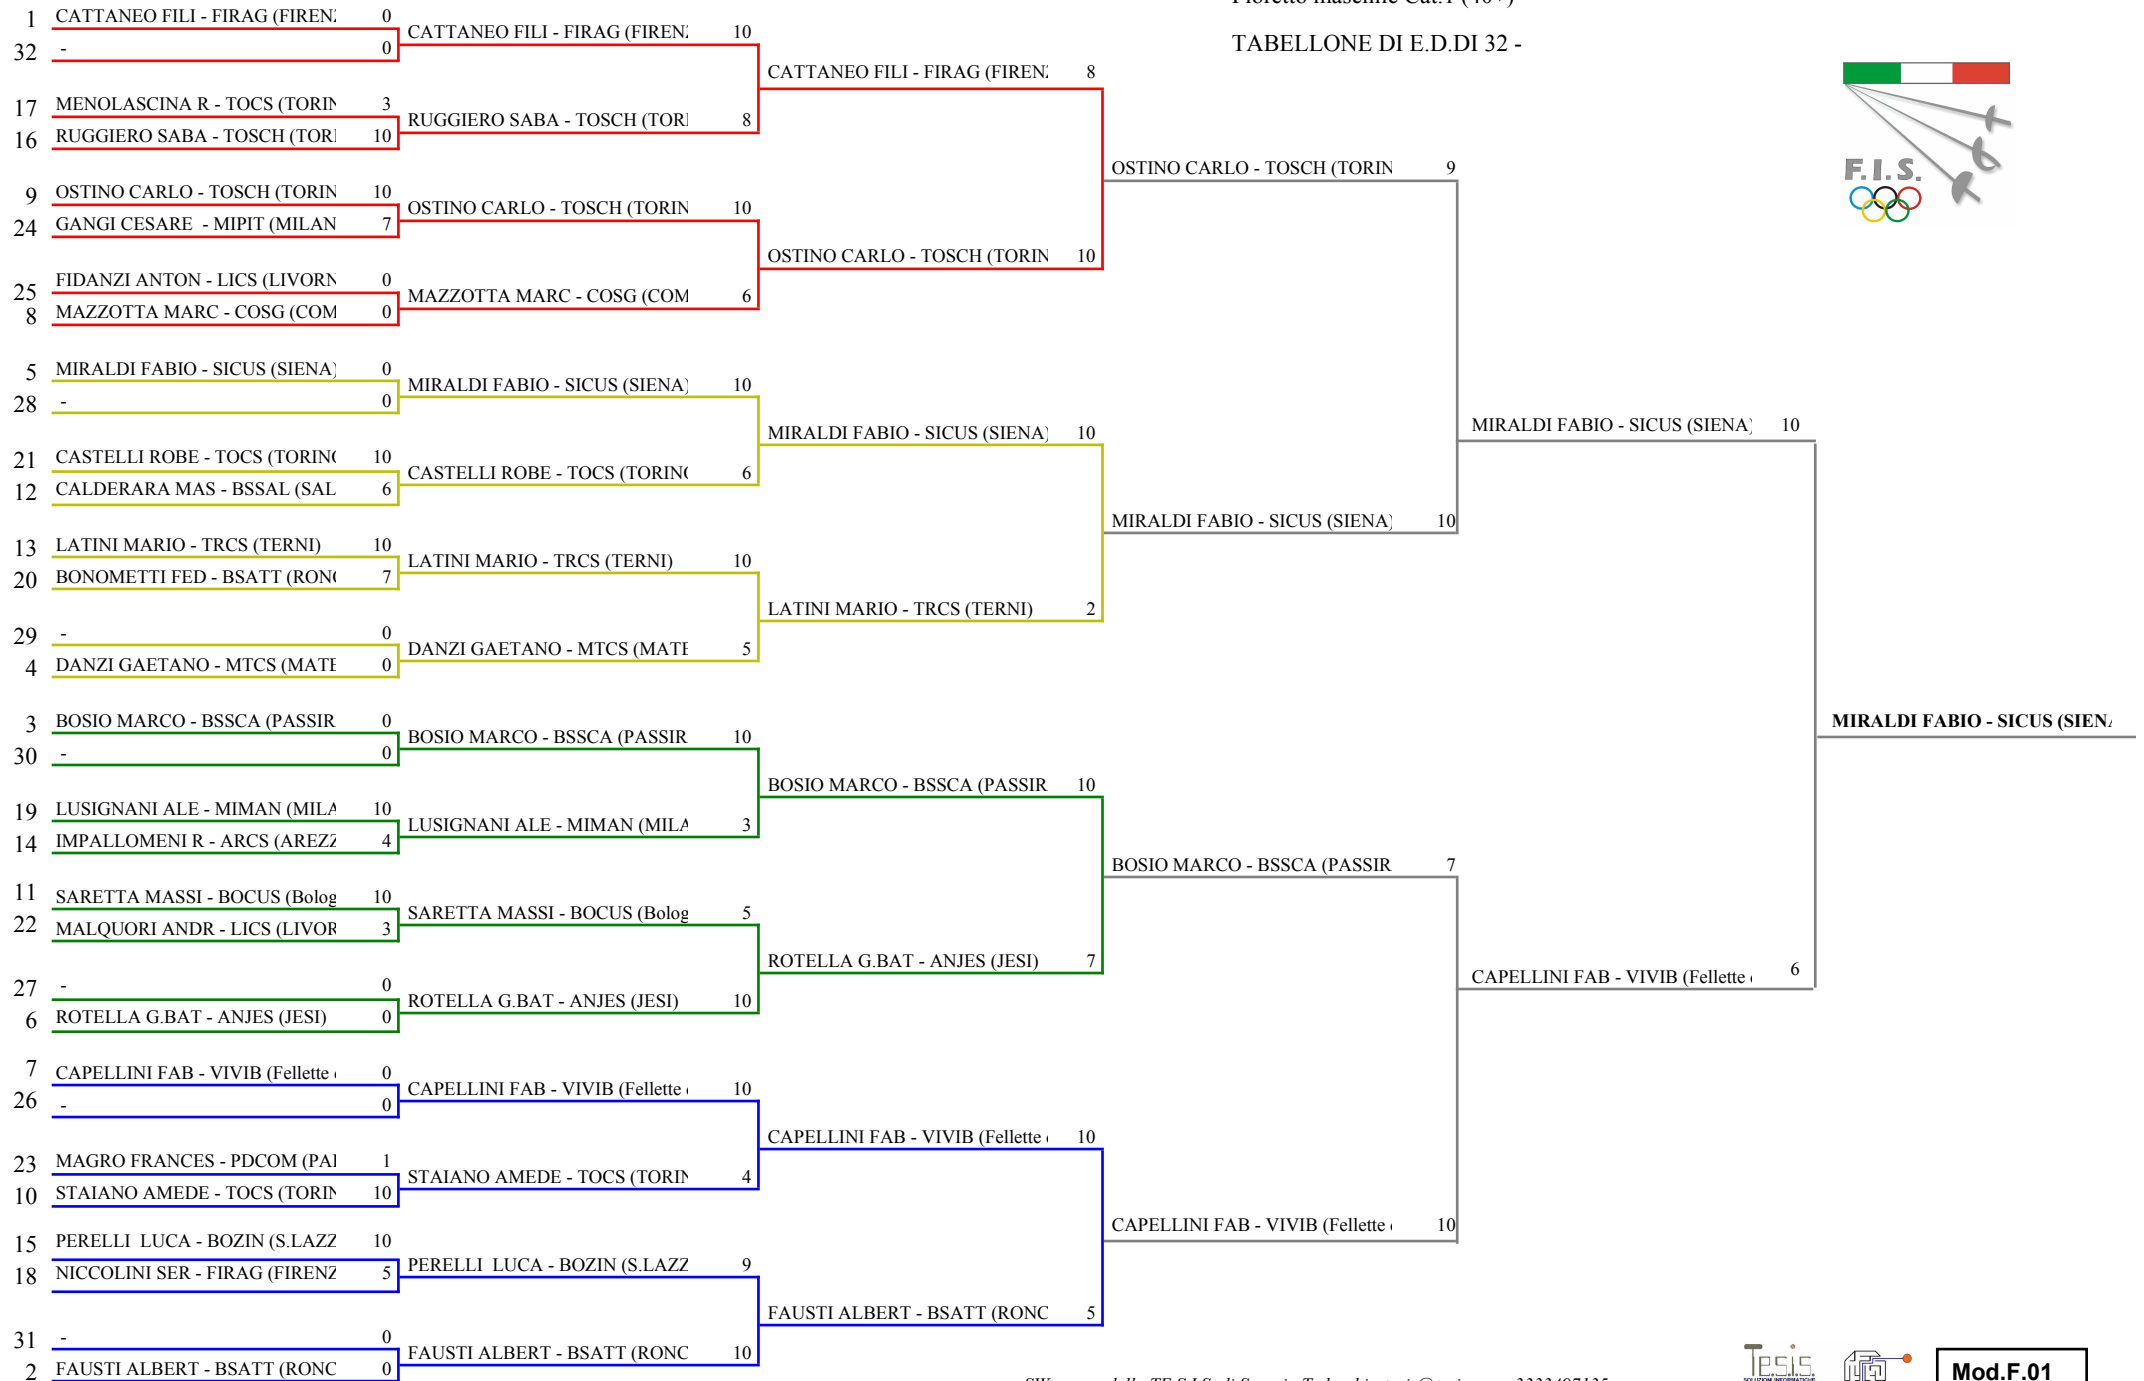 TABELLONE DI E.D.DI 32 -
F.I.S.
1 CATTANEO FILI - FIRAG (FIREN 0
32 - 0
17 MENOLASCINA R - TOCS (TORIN 3
16 RUGGIERO SABA - TOSCH (TORI 10
9 OSTINO CARLO - TOSCH (TORIN 10
24 GANGI CESARE - MIPIT (MILAN 7
25 FIDANZI ANTON - LICS (LIVORN 0
8 MAZZOTTA MARC - COSG (COM 0
5 MIRALDI FABIO - SICUS (SIENA) 0
28 - 0
21 CASTELLI ROBE - TOCS (TORIN 10
12 CALDERARA MAS - BSSAL (SAL 6
13 LATINI MARIO - TRCS (TERNI) 10
20 BONOMETTI FED - BSATT (RON 7
29 - 0
4 DANZI GAETANO - MTCS (MATE 0
3 BOSIO MARCO - BSSCA (PASSIR 0
30 - 0
19 LUSIGNANI ALE - MIMAN (MILA 10
14 IMPALLOMENI R - ARCS (AREZZ 4
11 SARETTA MASSI - BOCUS (Bolog 10
22 MALQUORI ANDR - LICS (LIVOR 3
27 - 0
6 ROTELLA G.BAT - ANJES (JESI) 0
7 CAPELLINI FAB - VIVIB (Fellette 0
26 - 0
23 MAGRO FRANCES - PDCOM (PAI 1
10 STAIANO AMEDE - TOCS (TORIN 10
15 PERELLI LUCA - BOZIN (S.LAZZ 10
18 NICCOLINI SER - FIRAG (FIRENZ 5
31 - 0
2 FAUSTI ALBERT - BSATT (RONC 0
CATTANEO FILI - FIRAG (FIREN 10
RUGGIERO SABA - TOSCH (TORI 8
OSTINO CARLO - TOSCH (TORIN 10
MAZZOTTA MARC - COSG (COM 6
MIRALDI FABIO - SICUS (SIENA) 10
CASTELLI ROBE - TOCS (TORIN 6
LATINI MARIO - TRCS (TERNI) 10
DANZI GAETANO - MTCS (MATE 5
BOSIO MARCO - BSSCA (PASSIR 10
LUSIGNANI ALE - MIMAN (MILA 3
SARETTA MASSI - BOCUS (Bolog 5
ROTELLA G.BAT - ANJES (JESI) 10
CAPELLINI FAB - VIVIB (Fellette 10
STAIANO AMEDE - TOCS (TORIN 4
PERELLI LUCA - BOZIN (S.LAZZ 9
FAUSTI ALBERT - BSATT (RONC 10
CATTANEO FILI - FIRAG (FIREN 8
OSTINO CARLO - TOSCH (TORIN 10
MIRALDI FABIO - SICUS (SIENA) 10
LATINI MARIO - TRCS (TERNI) 2
BOSIO MARCO - BSSCA (PASSIR 10
ROTELLA G.BAT - ANJES (JESI) 7
CAPELLINI FAB - VIVIB (Fellette 10
FAUSTI ALBERT - BSATT (RONC 5
OSTINO CARLO - TOSCH (TORIN 9
MIRALDI FABIO - SICUS (SIENA) 10
BOSIO MARCO - BSSCA (PASSIR 7
CAPELLINI FAB - VIVIB (Fellette 10
MIRALDI FABIO - SICUS (SIENA) 10
CAPELLINI FAB - VIVIB (Fellette 6
MIRALDI FABIO - SICUS (SIEN
Tesis.
Mod.F.01